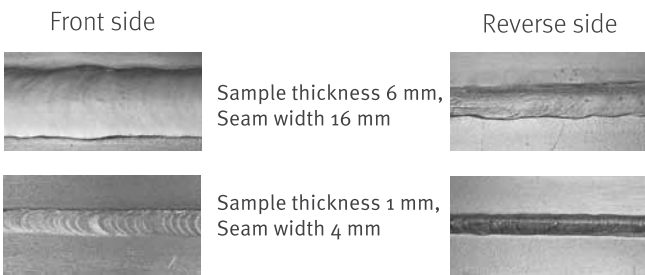 Front side
Reverse side
Sample thickness 6 mm,
Seam width 16 mm
Sample thickness 1 mm,
Seam width 4 mm